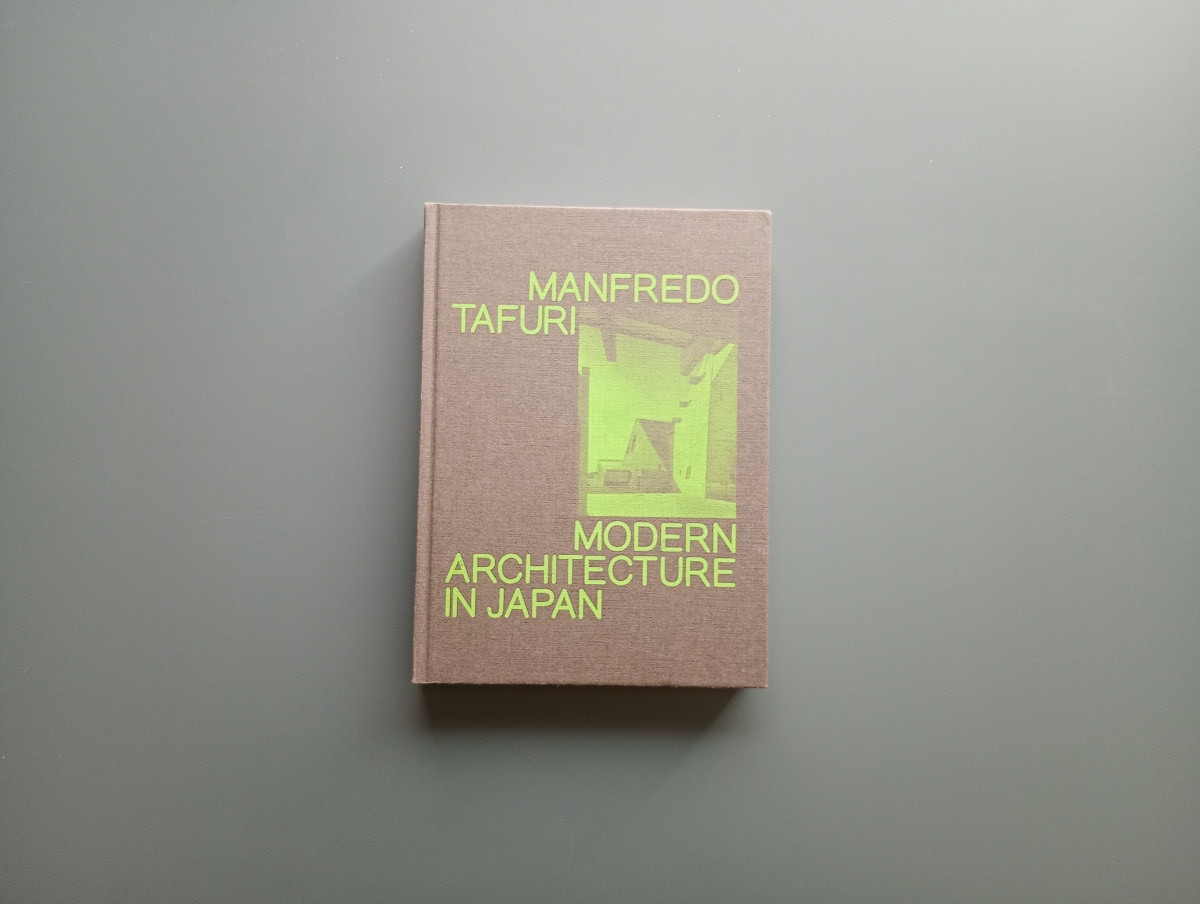 MANFREDO
TAFURI
MODERN
ARCHITECTURE
IN JAPAN